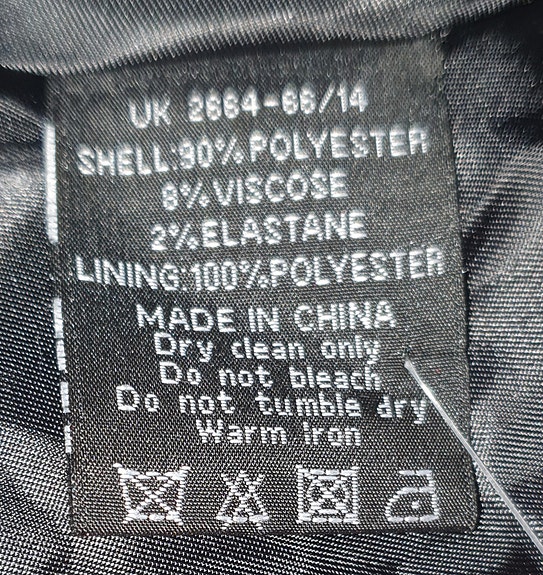 UK 2664-66/14
SHELL:90%POLYESTER
8%VISCOSE
2%ELASTANE
LINING:100%POLYESTER
MADE IN CHINA
Dry clean only
Do not bleach
Do not tumble dry
Warm iron